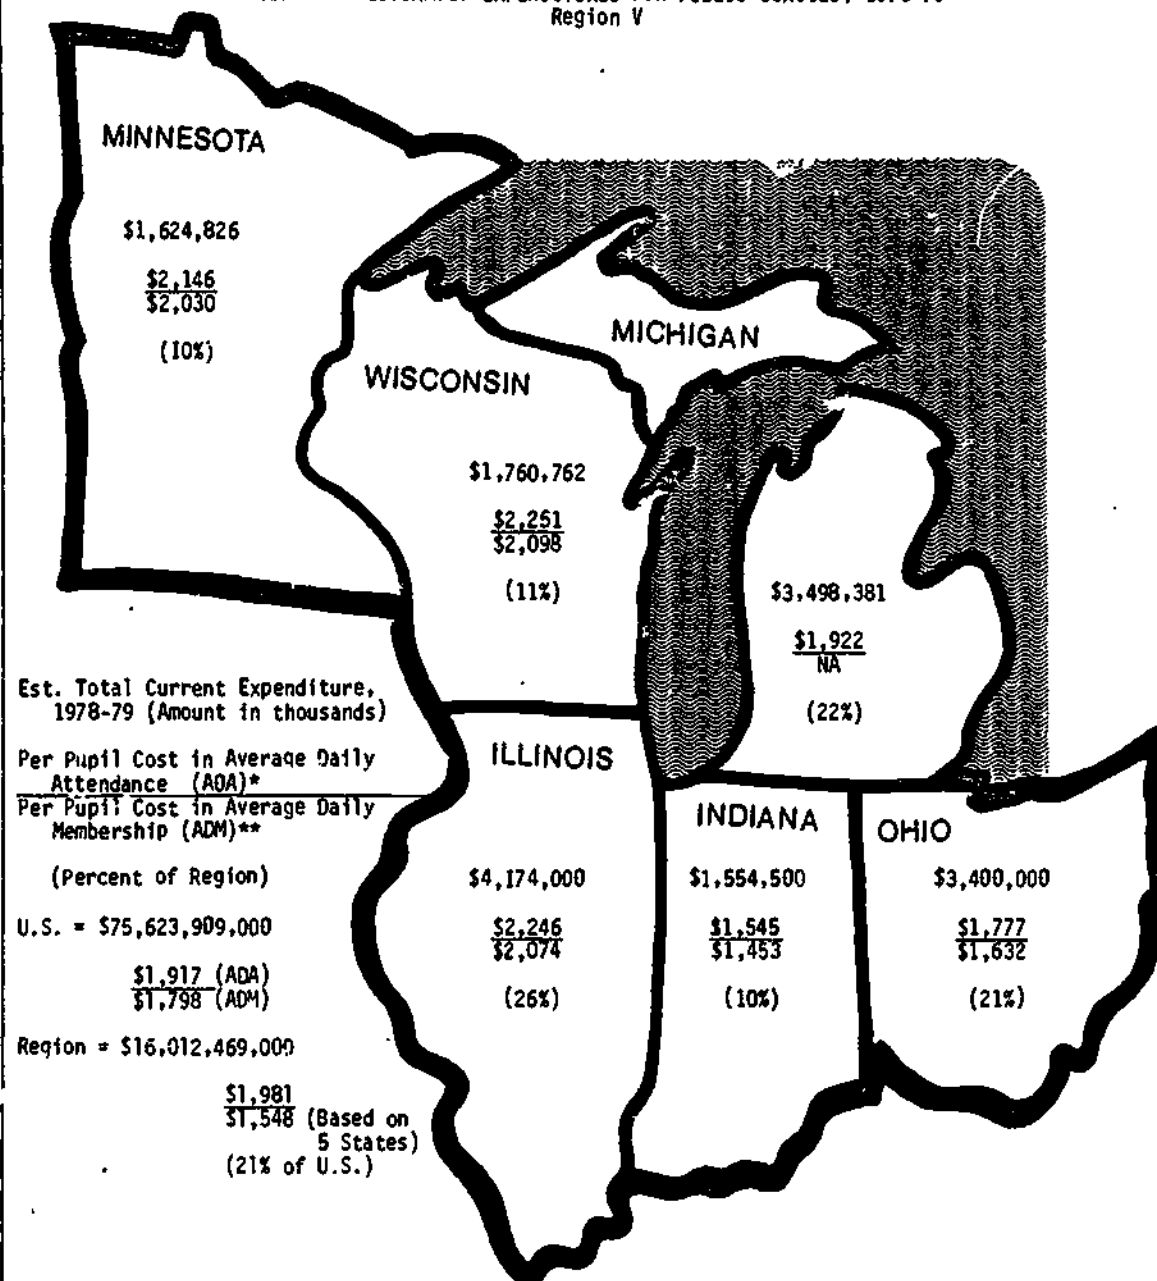 Region V
MINNESOTA
$1,624,826
$2,146
$2,030
(10%)
MICHIGAN
WISCONSIN
$1,760,762
$2,251
$2,098
(11%)
$3,498,381
$1,922
NA
(22%)
Est. Total Current Expenditure,
1978-79 (Amount in thousands)
Per Pupil Cost in Average Daily
Attendance (ADA)*
Per Pupil Cost in Average Daily
Membership (ADM)**
(Percent of Region)
U.S. = $75,623,909,000
$1,917 (ADA)
$1,798 (ADM)
Region = $16,012,469,000
$1,981
$1,548 (Based on
5 States)
(21% of U.S.)
ILLINOIS
$4,174,000
$2,246
$2,074
(26%)
INDIANA
$1,554,500
$1,545
$1,453
(10%)
OHIO
$3,400,000
$1,777
$1,632
(21%)